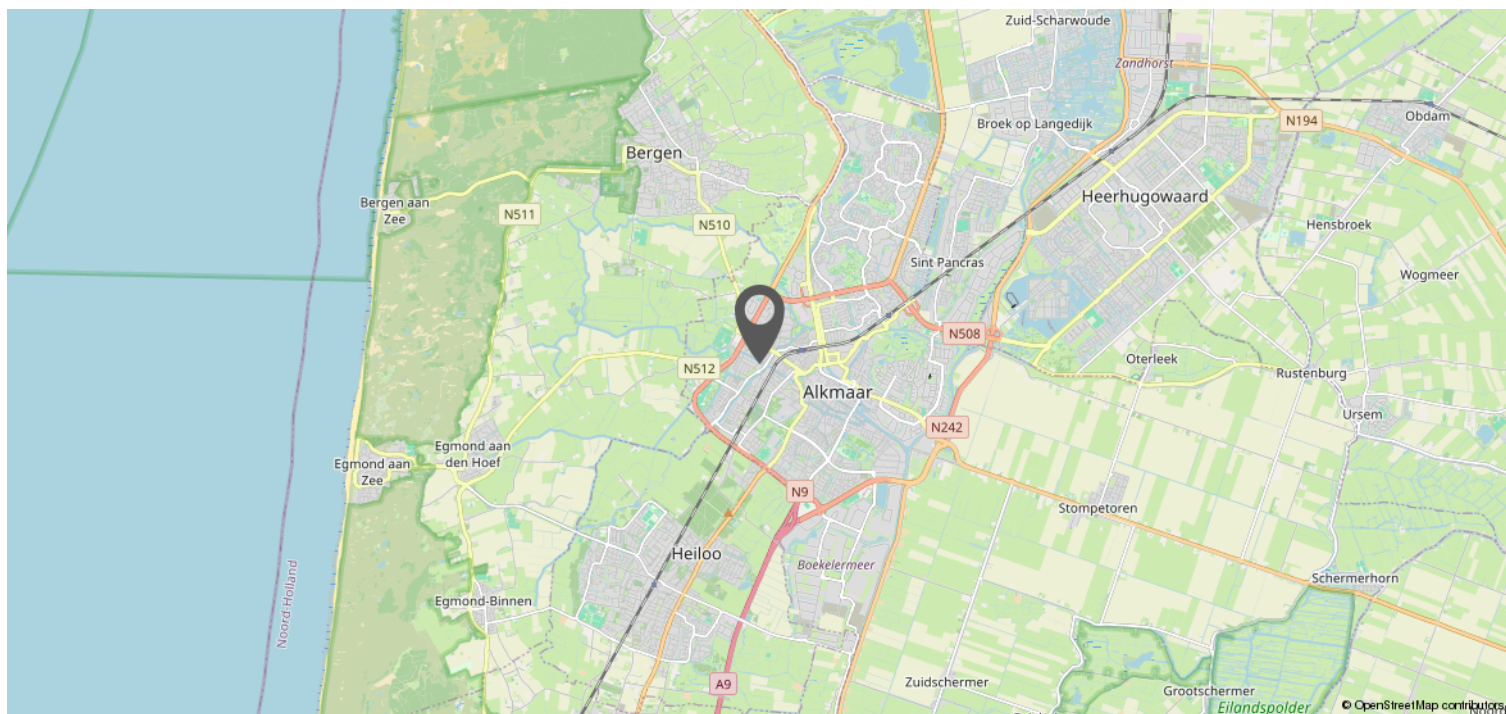 Zuid-Scharwoude
Zandhorst
Broek op Langedijk
N194
Obdam
Bergen
Bergen aan
Zee
N511
N510
Heerhugowaard
Hensbroek
Sint Pancras
Wogmeer
N508
Oterleek
N512
Rustenburg
Alkmaar
Ursem
N242
Egmond aan
den Hoef
Egmond aan
Zee
N9
Stompetoren
Heiloo
Boekelermeer
Schermerhorn
Noord-Holland
Egmond-Binnen
A9
Zuidschermer
Grootschermer
Eilandspolder
© OpenStreetMap contributors